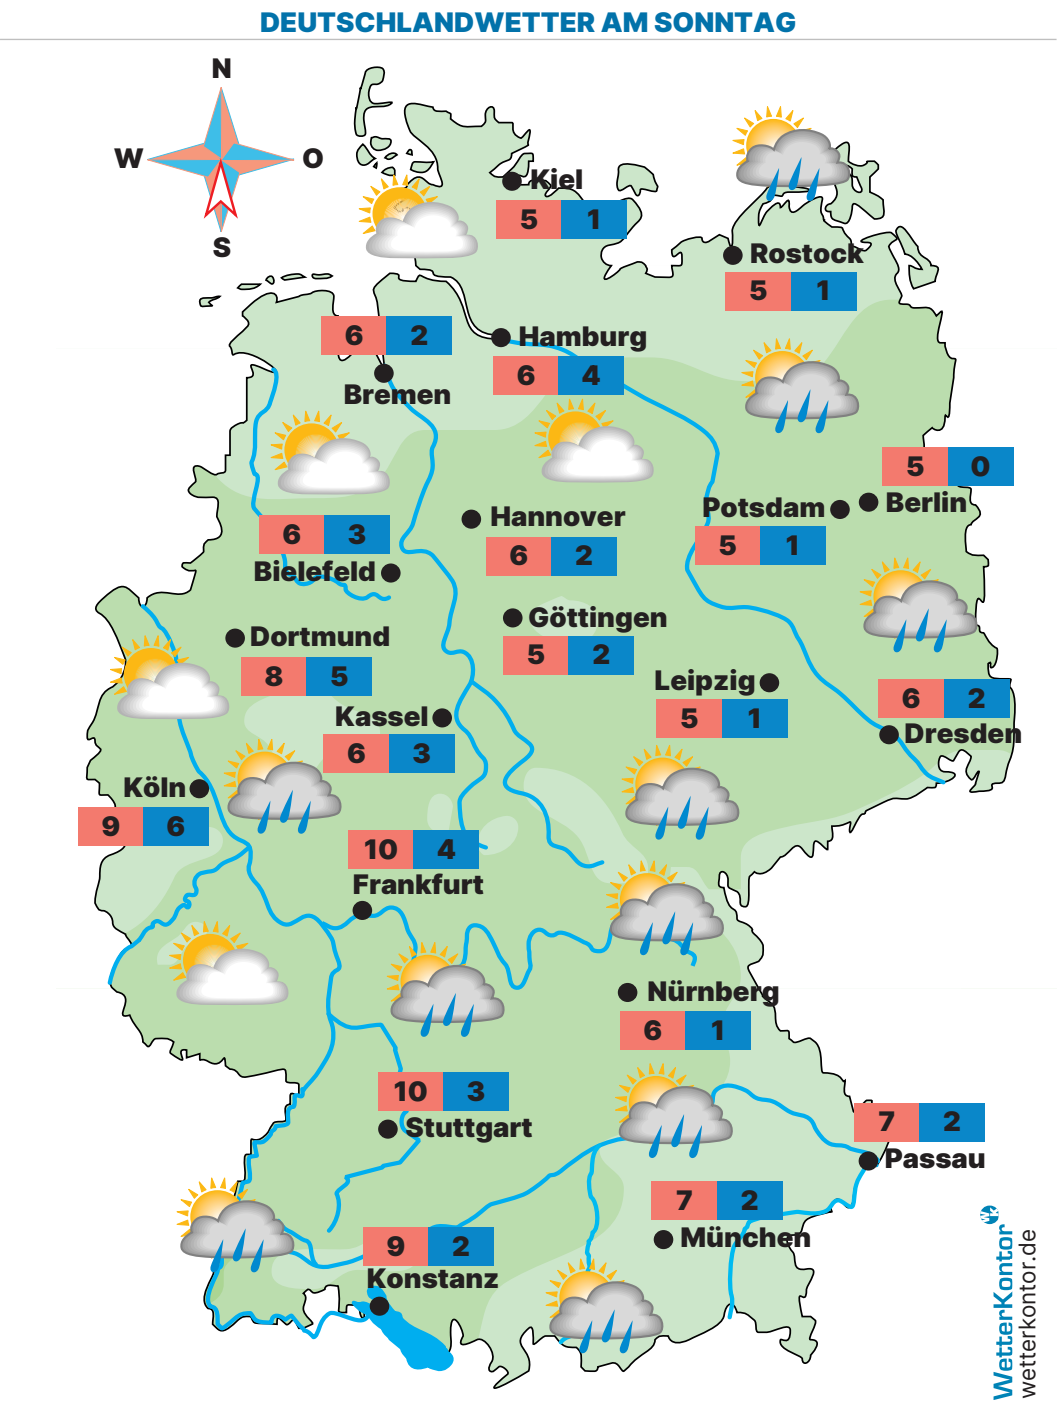 DEUTSCHLANDWETTER AM SONNTAG
N
W O
S
Kiel
5 1
Rostock
5 1
6 2
Bremen
Hamburg
6 4
5 0
Berlin
Potsdam
5 1
Hannover
6 2
6 3
Bielefeld
Göttingen
5 2
Dortmund
8 5
Leipzig
5 1
6 2
Dresden
Kassel
6 3
Köln
9 6
10 4
Frankfurt
Nürnberg
6 1
10 3
Stuttgart
7 2
Passau
7 2
München
9 2
Konstanz
WetterKontor
wetterkontor.de